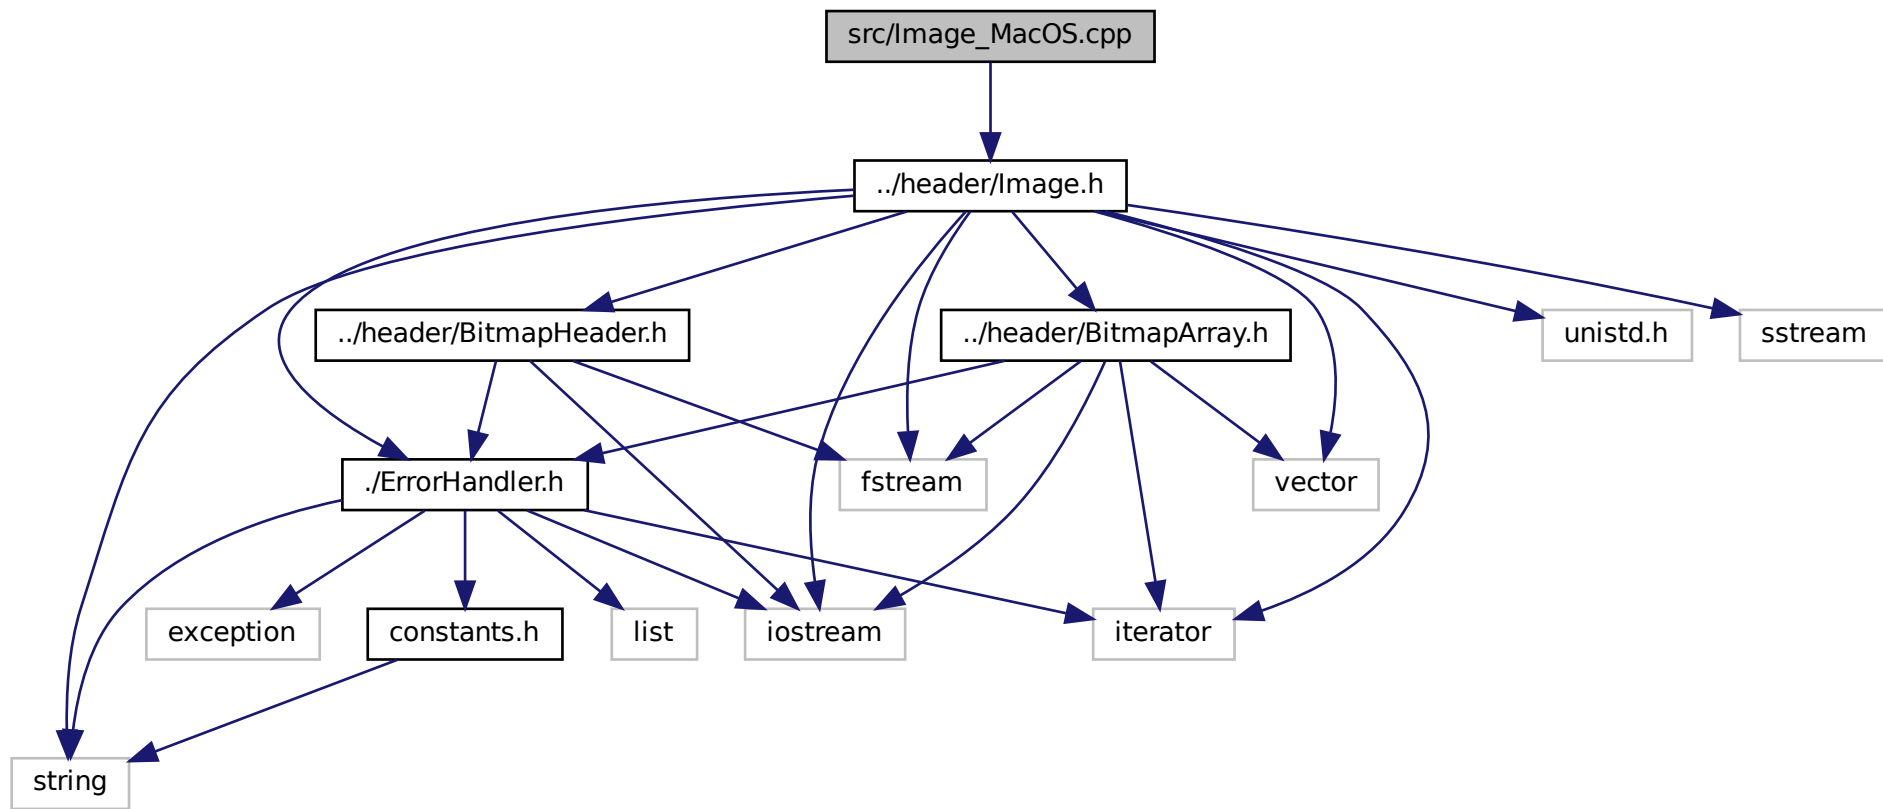 src/Image_MacOS.cpp
../header/Image.h
../header/BitmapHeader.h
../header/BitmapArray.h
unistd.h
sstream
./ErrorHandler.h
fstream
vector
exception
constants.h
list
iostream
iterator
string